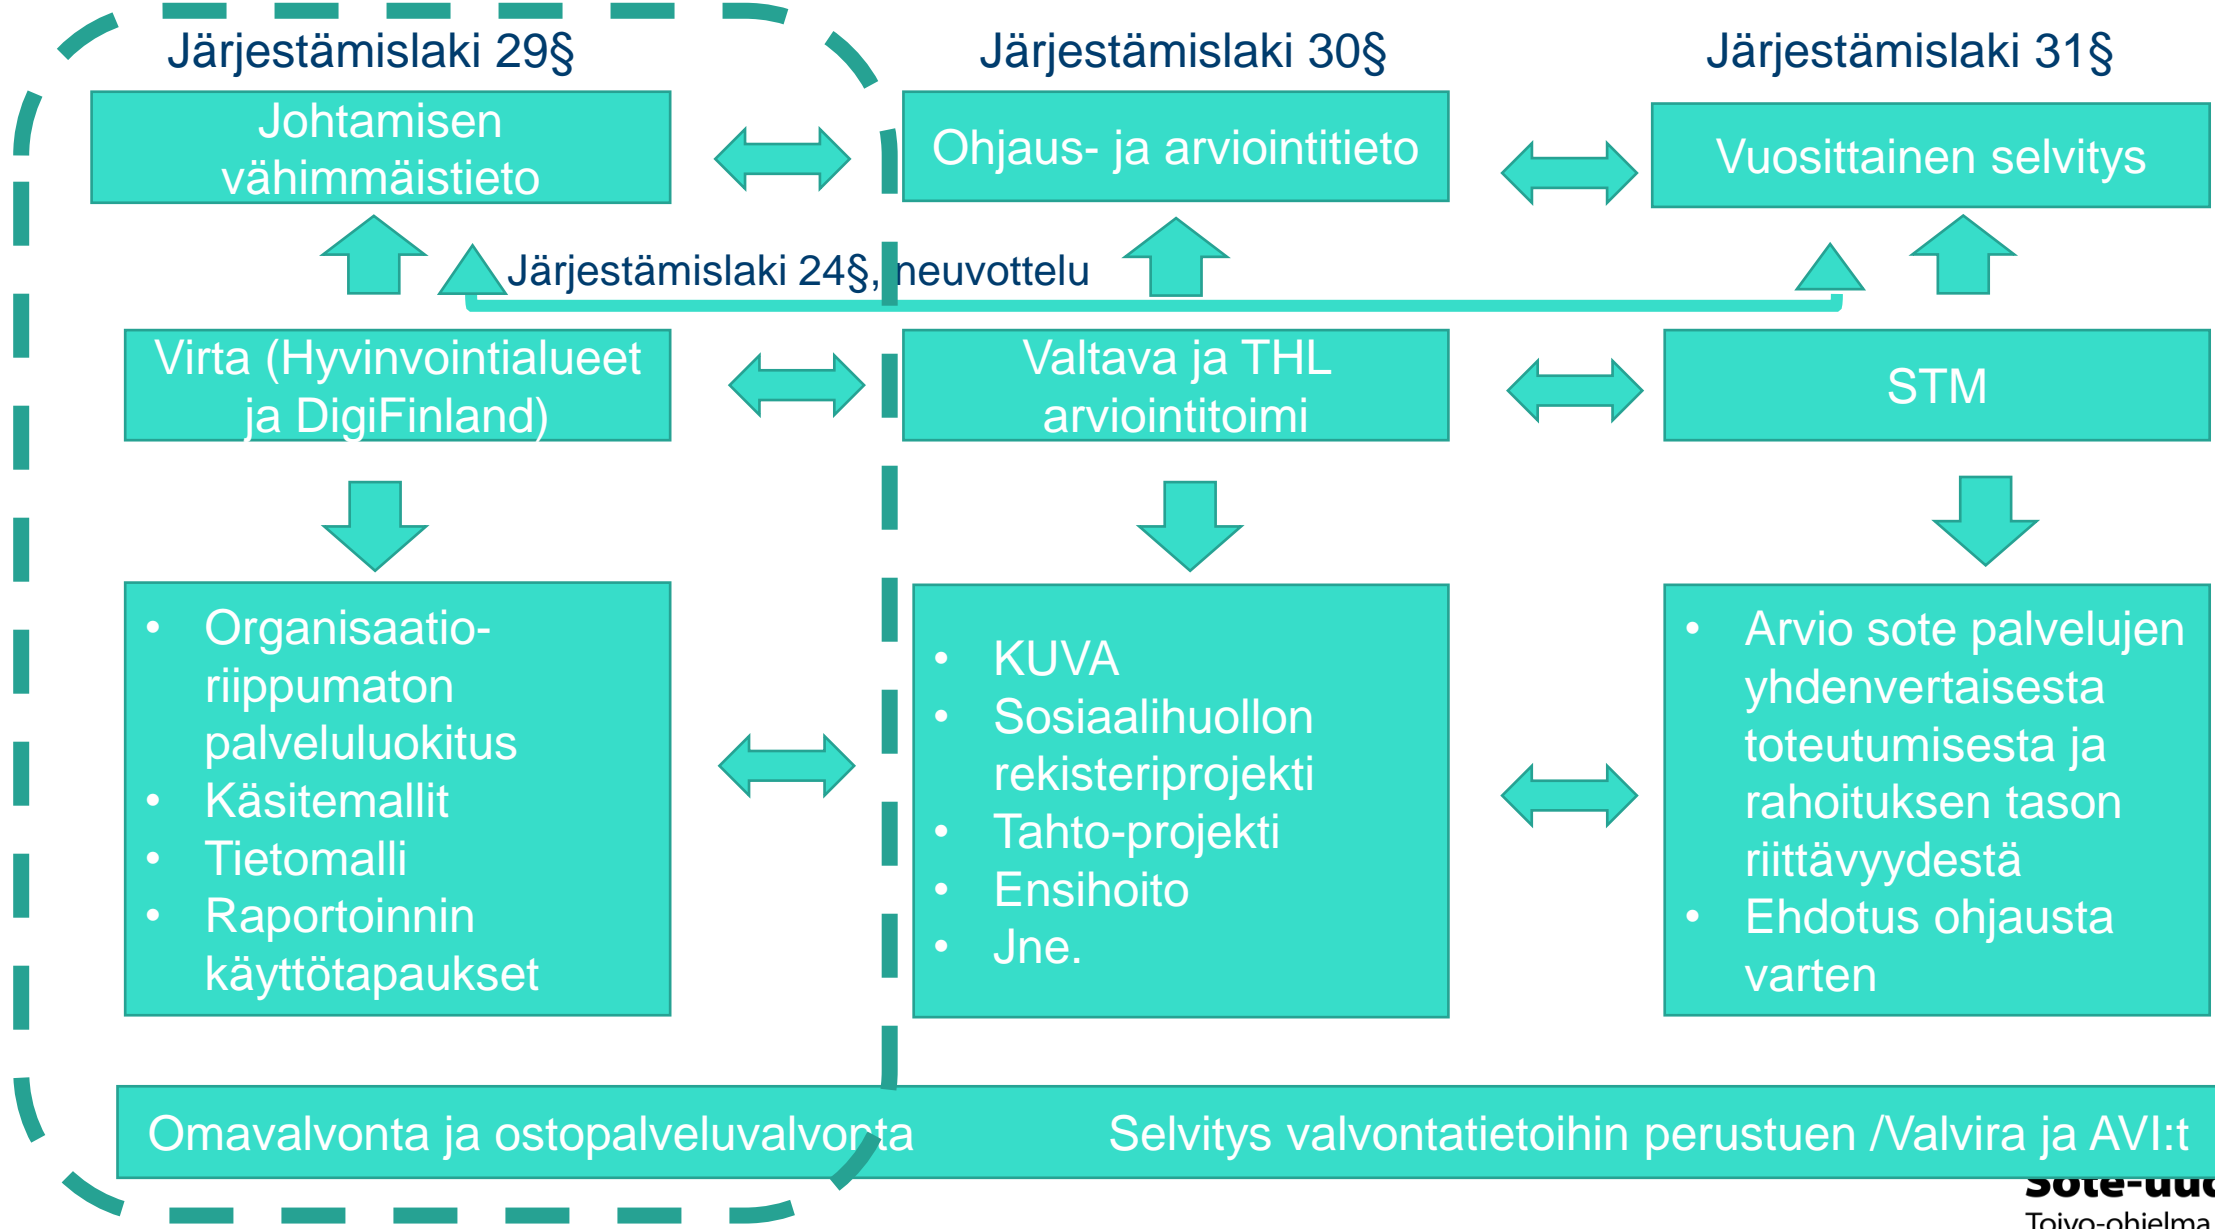 Järjestämislaki 29§
Järjestämislaki 30§
Järjestämislaki 31§
Johtamisen
vähimmäistieto
Ohjaus- ja arviointitieto
Vuosittainen selvitys
Järjestämislaki 24§, neuvottelu
Virta (Hyvinvointialueet
ja DigiFinland)
Valtava ja THL
arviointitoimi
STM
• Organisaatio-
riippumaton
palveluluokitus
• Käsitemallit
• Tietomalli
• Raportoinnin
käyttötapaukset
• KUVA
• Sosiaalihuollon
rekisteriprojekti
• Tahto-projekti
• Ensihoito
• Jne.
• Arvio sote palvelujen
yhdenvertaisesta
toteutumisesta ja
rahoituksen tason
riittävyydestä
• Ehdotus ohjausta
varten
Omavalvonta ja ostopalveluvalvonta
Selvitys valvontatietoihin perustuen /Valvira ja AVI:t
Toivo-ohjelma